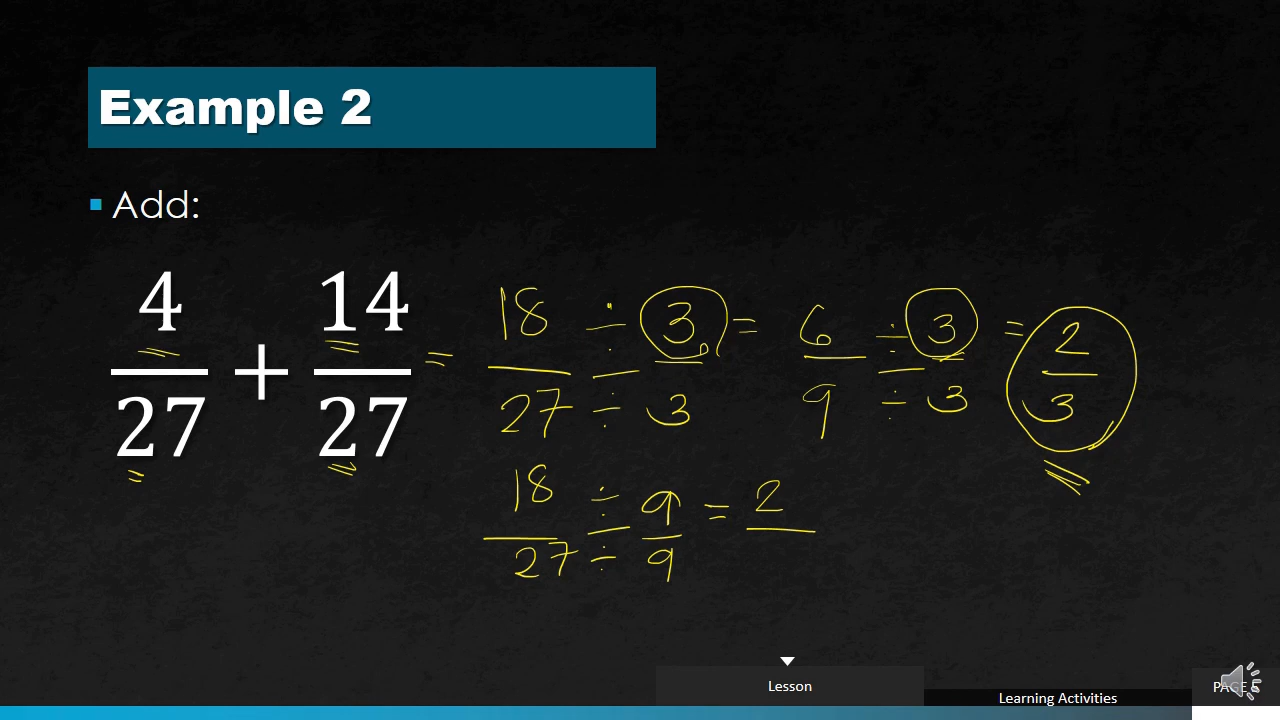 Example 2
Add:
4/27 + 14/27 = 18/27 ÷ 3/3 = 6/9 ÷ 3/3 = 2/3
18/27 ÷ 9/9 = 2
Lesson
Learning Activities